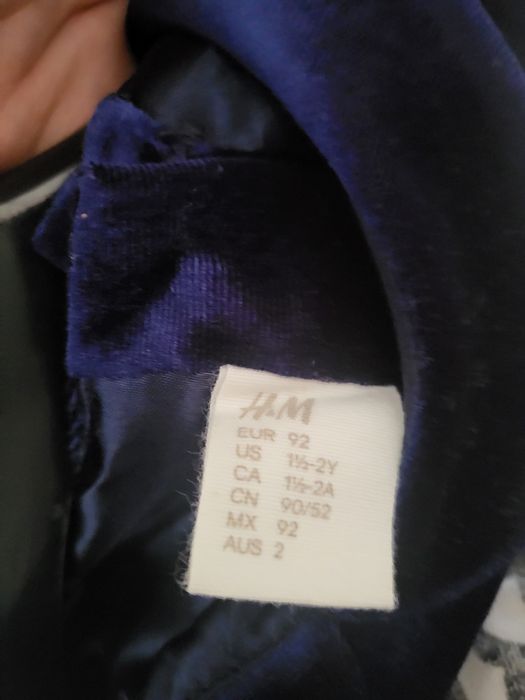 H&M
EUR 92
US 1½-2Y
CA 1½-2A
CN 90/52
MX 92
AUS 2